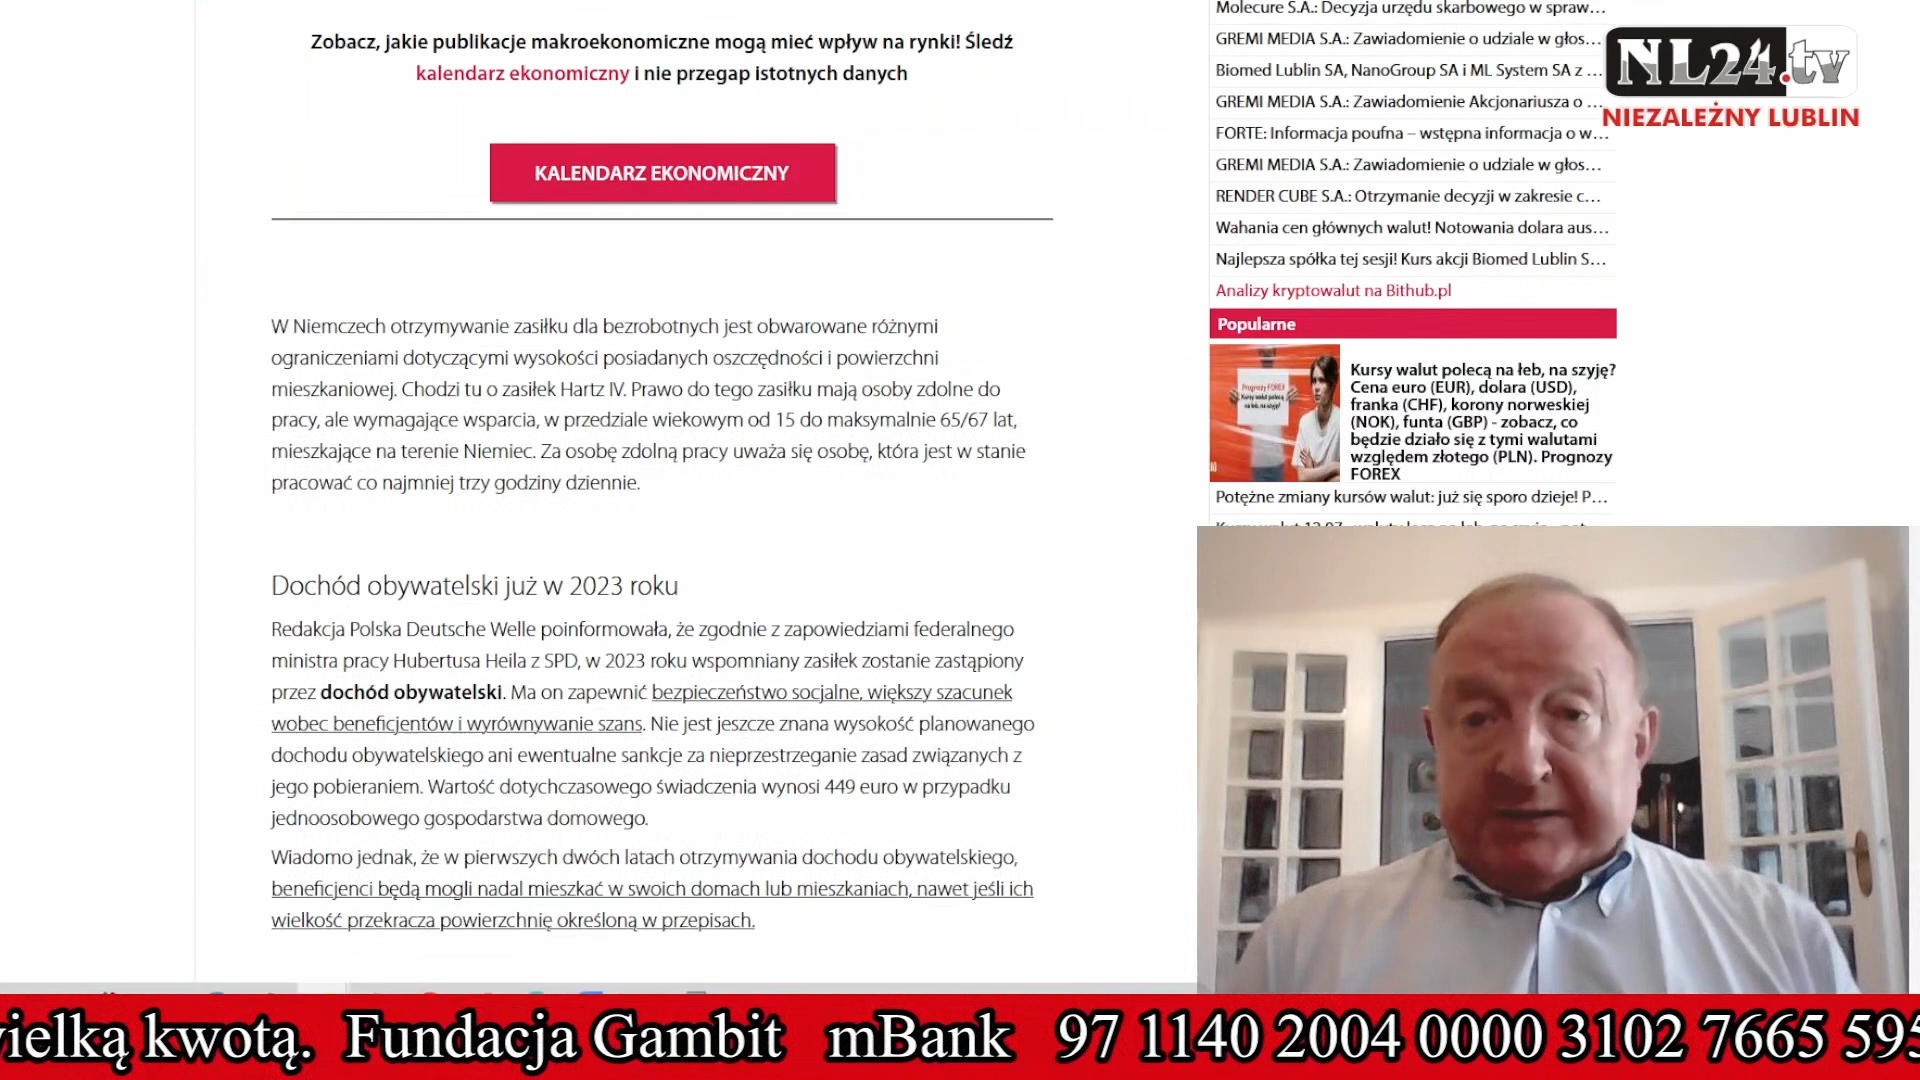 Zobacz, jakie publikacje makroekonomiczne mogą mieć wpływ na rynki! Śledź
kalendarz ekonomiczny i nie przegap istotnych danych
KALENDARZ EKONOMICZNY
W Niemczech otrzymywanie zasiłku dla bezrobotnych jest obwarowane różnymi
ograniczeniami dotyczącymi wysokości posiadanych oszczędności i powierzchni
mieszkaniowej. Chodzi tu o zasiłek Hartz IV. Prawo do tego zasiłku mają osoby zdolne do
pracy, ale wymagające wsparcia, w przedziale wiekowym od 15 do maksymalnie 65/67 lat,
mieszkające na terenie Niemiec. Za osobę zdolną pracy uważa się osobę, która jest w stanie
pracować co najmniej trzy godziny dziennie.
Dochód obywatelski już w 2023 roku
Redakcja Polska Deutsche Welle poinformowała, że zgodnie z zapowiedziami federalnego
ministra pracy Hubertusa Heila z SPD, w 2023 roku wspomniany zasiłek zostanie zastąpiony
przez dochód obywatelski. Ma on zapewnić bezpieczeństwo socjalne, większy szacunek
wobec beneficjentów i wyrównywanie szans. Nie jest jeszcze znana wysokość planowanego
dochodu obywatelskiego ani ewentualne sankcje za nieprzestrzeganie zasad związanych z
jego pobieraniem. Wartość dotychczasowego świadczenia wynosi 449 euro w przypadku
jednoosobowego gospodarstwa domowego.
Wiadomo jednak, że w pierwszych dwóch latach otrzymywania dochodu obywatelskiego,
beneficjenci będą mogli nadal mieszkać w swoich domach lub mieszkaniach, nawet jeśli ich
wielkość przekracza powierzchnię określoną w przepisach.
Molecure S.A.: Decyzja urzędu skarbowego w spraw...
GREMI MEDIA S.A.: Zawiadomienie o udziale w głos...
Biomed Lublin SA, NanoGroup SA i ML System SA z ...
GREMI MEDIA S.A.: Zawiadomienie Akcjonariusza o ...
FORTE: Informacja poufna – wstępna informacja o w...
GREMI MEDIA S.A.: Zawiadomienie o udziale w głos...
RENDER CUBE S.A.: Otrzymanie decyzji w zakresie c...
Wahania cen głównych walut! Notowania dolara aus...
Najlepsza spółka tej sesji! Kurs akcji Biomed Lublin S...
Analizy kryptowalut na Bithub.pl
Popularne
Prognozy FOREX
Kursy walut polecą
na łeb, na szyję!
Kursy walut polecą na łeb, na szyję?
Cena euro (EUR), dolara (USD),
franka (CHF), korony norweskiej
(NOK), funta (GBP) - zobacz, co
będzie działo się z tymi walutami
względem złotego (PLN). Prognozy
FOREX
Potężne zmiany kursów walut: już się sporo dzieje! P...
NL24.tv
NIEZALEŻNY LUBLIN
wielką kwotą. Fundacja Gambit mBank 97 1140 2004 0000 3102 7665 595